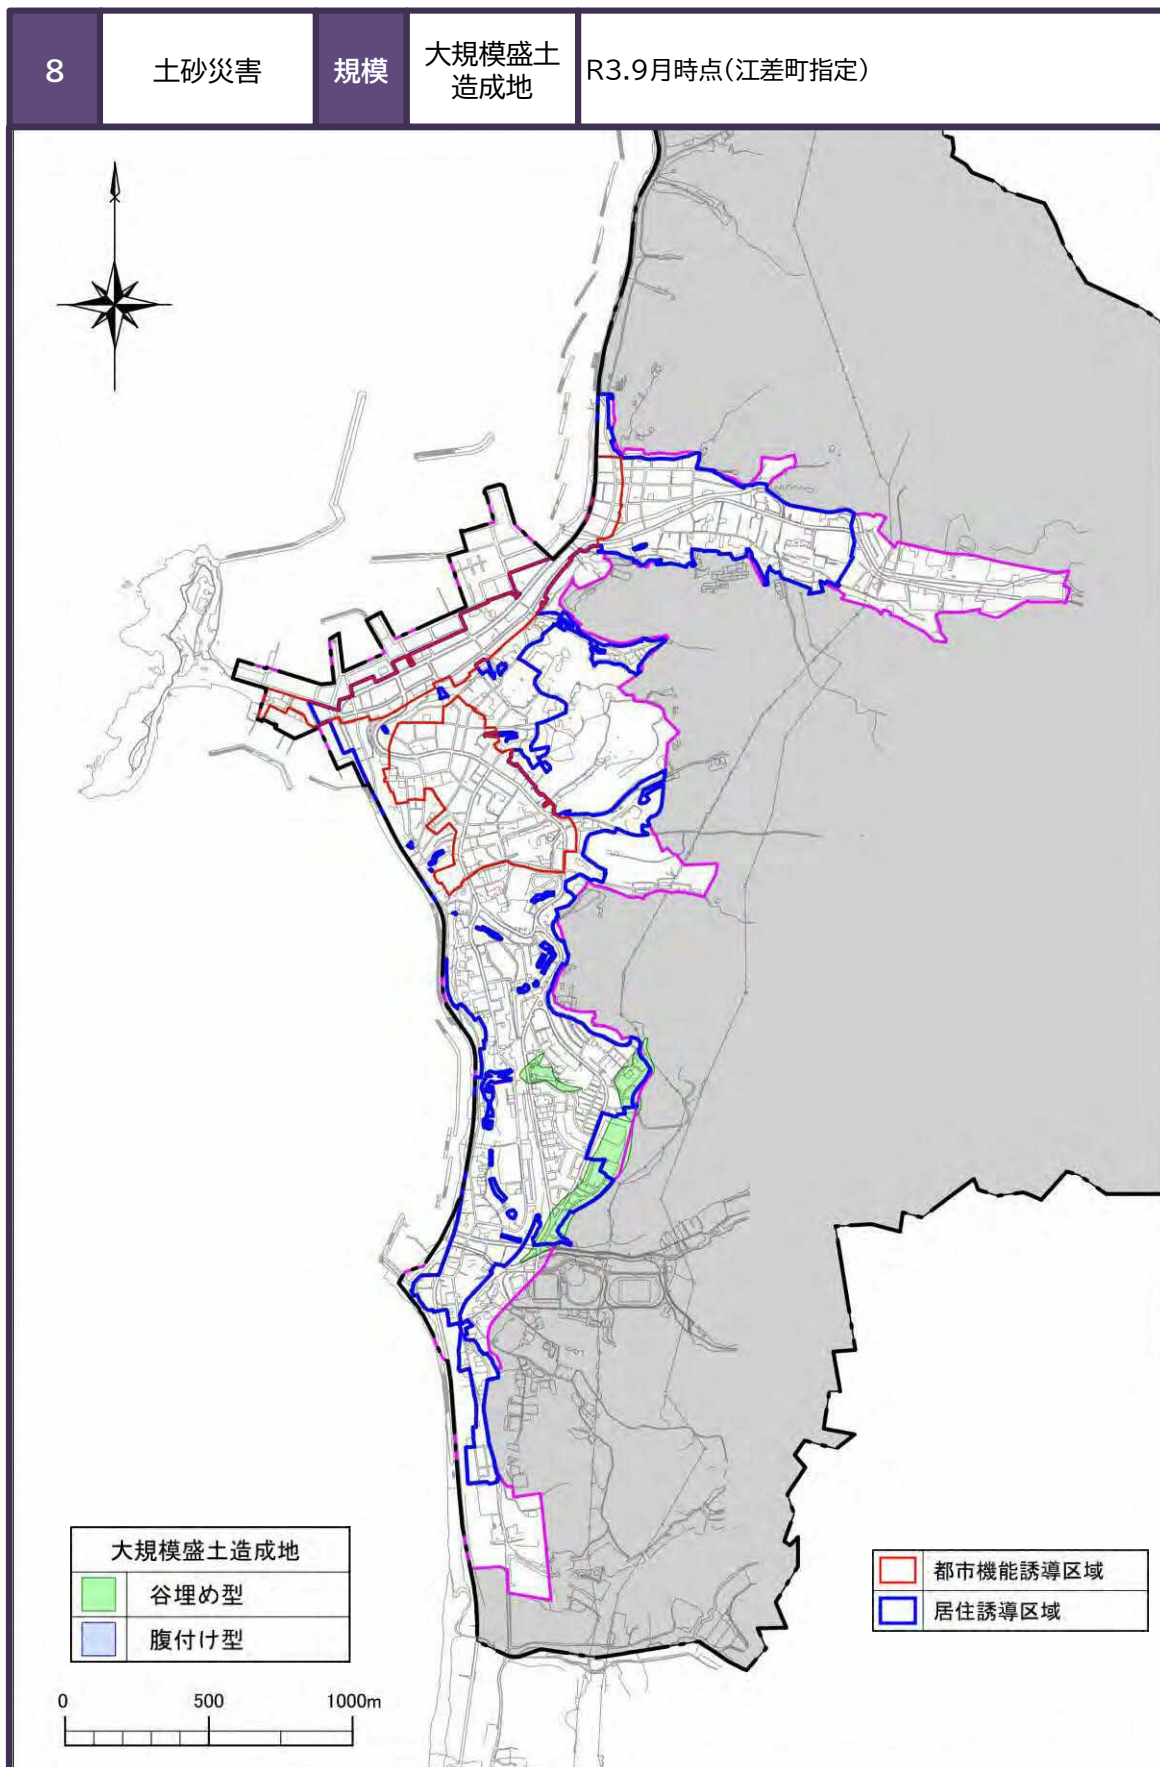 8
土砂災害
規模
大規模盛土
造成地
R3.9月時点(江差町指定)
大規模盛土造成地
谷埋め型
腹付け型
都市機能誘導区域
居住誘導区域
0 500 1000m